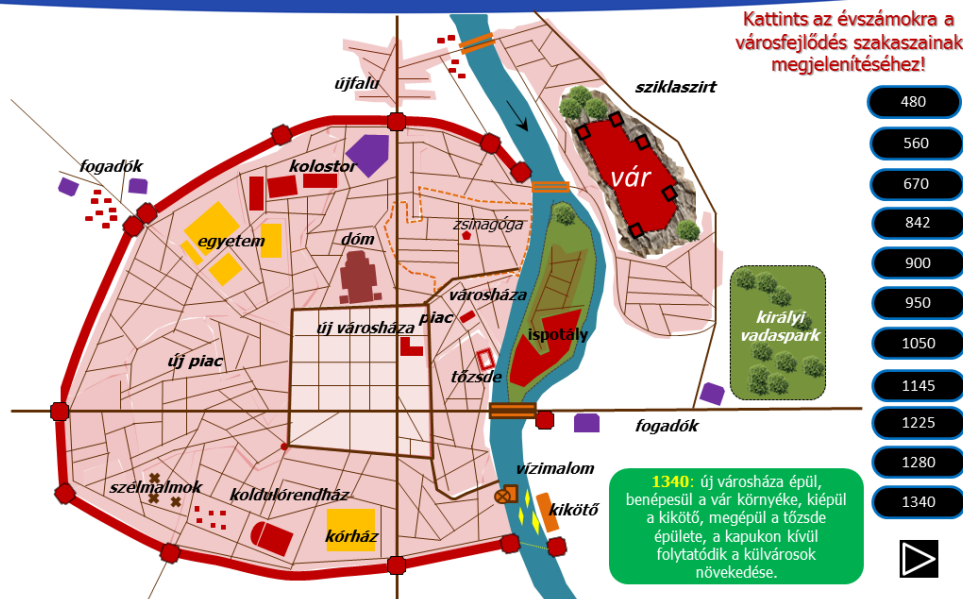 Kattints az évszámokra a
városfejlődés szakaszainak
megjelenítéséhez!
480
560
670
842
900
950
1050
1145
1225
1280
1340
újfalu
sziklaszirt
fogadók
kolostor
vár
egyetem
dóm
zsinagóga
városháza
piac
új városháza
ispotály
királyi
vadaspark
új piac
tőzsde
fogadók
szélmalmok
koldulórendház
kórház
vízimalom
kikötő
1340: új városháza épül,
benépesül a vár környéke, kiépül
a kikötő, megépül a tőzsde
épülete, a kapukon kívül
folytatódik a külvárosok
növekedése.